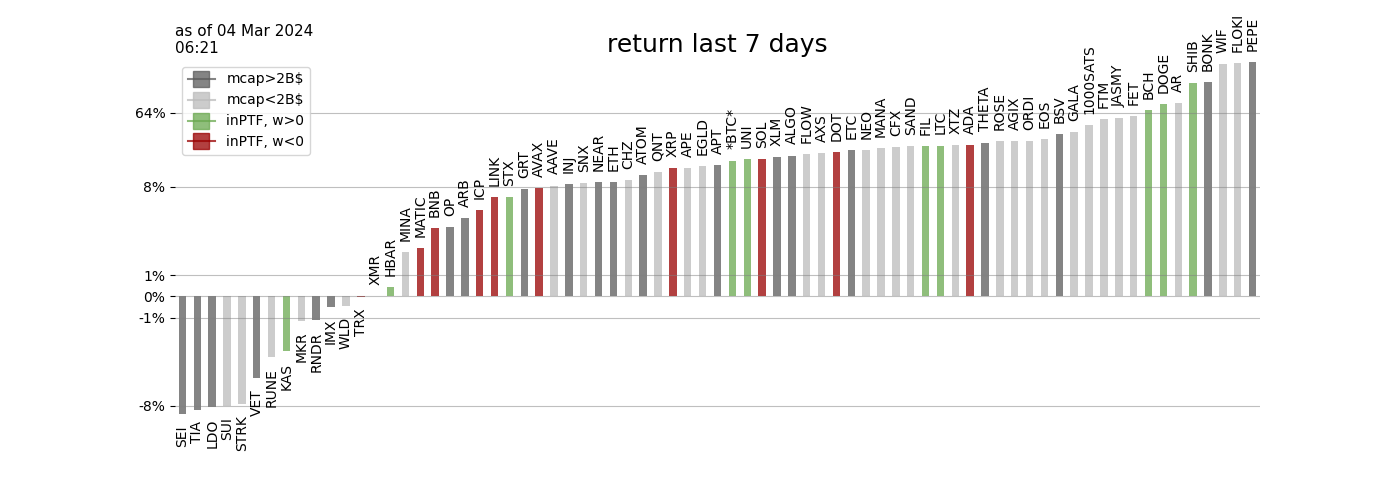 as of 04 Mar 2024
06:21
return last 7 days
mcap>2B$
mcap<2B$
inPTF, w>0
inPTF, w<0
64%
8%
1%
0%
-1%
-8%
SEI
TIA
LDO
SUI
STRK
VET
RUNE
KAS
MKR
RNDR
IMX
WLD
TRX
XMR
HBAR
MINA
MATIC
BNB
OP
ARB
ICP
LINK
STX
GRT
AVAX
AAVE
INJ
SNX
NEAR
ETH
CHZ
ATOM
QNT
XRP
APE
EGLD
APT
*BTC*
UNI
SOL
XLM
ALGO
FLOW
AXS
DOT
ETC
NEO
MANA
CFX
SAND
FIL
LTC
XTZ
ADA
THETA
ROSE
AGIX
ORDI
EOS
BSV
GALA
1000SATS
FTM
JASMY
FET
BCH
DOGE
AR
SHIB
BONK
WIF
FLOKI
PEPE